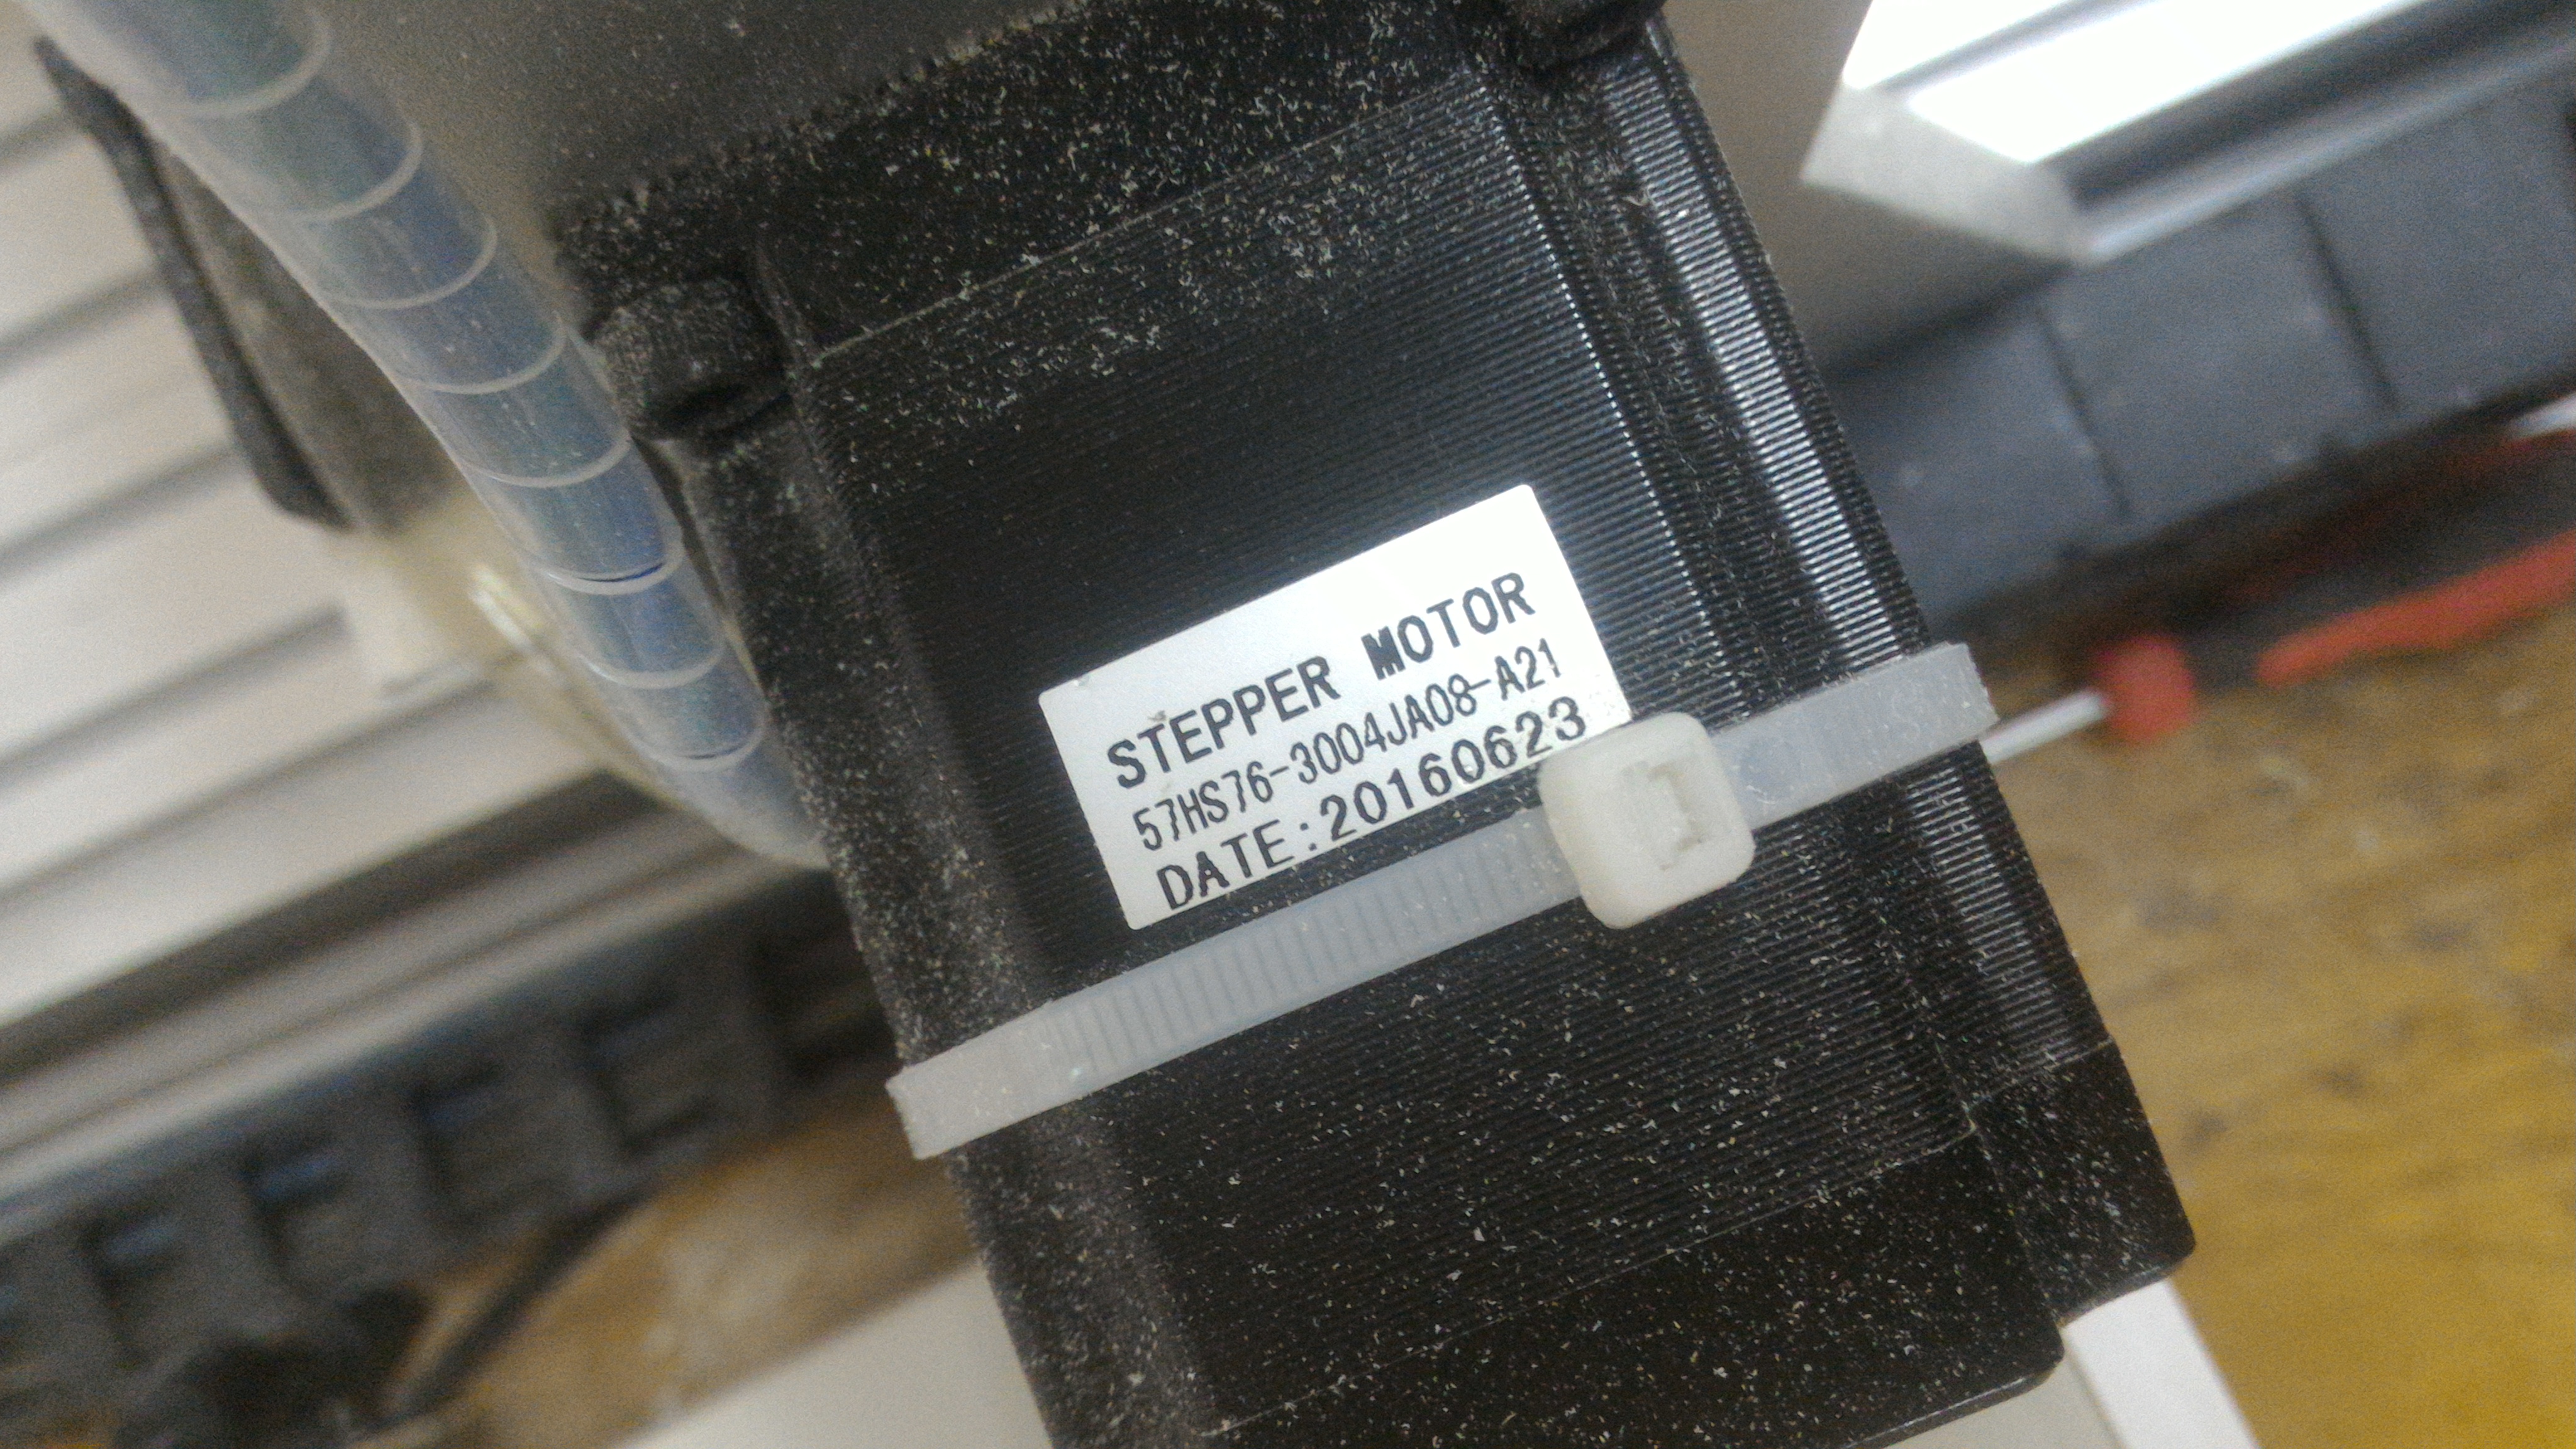 STEPPER MOTOR
57HS76-3004JA08-A21
DATE:20160623